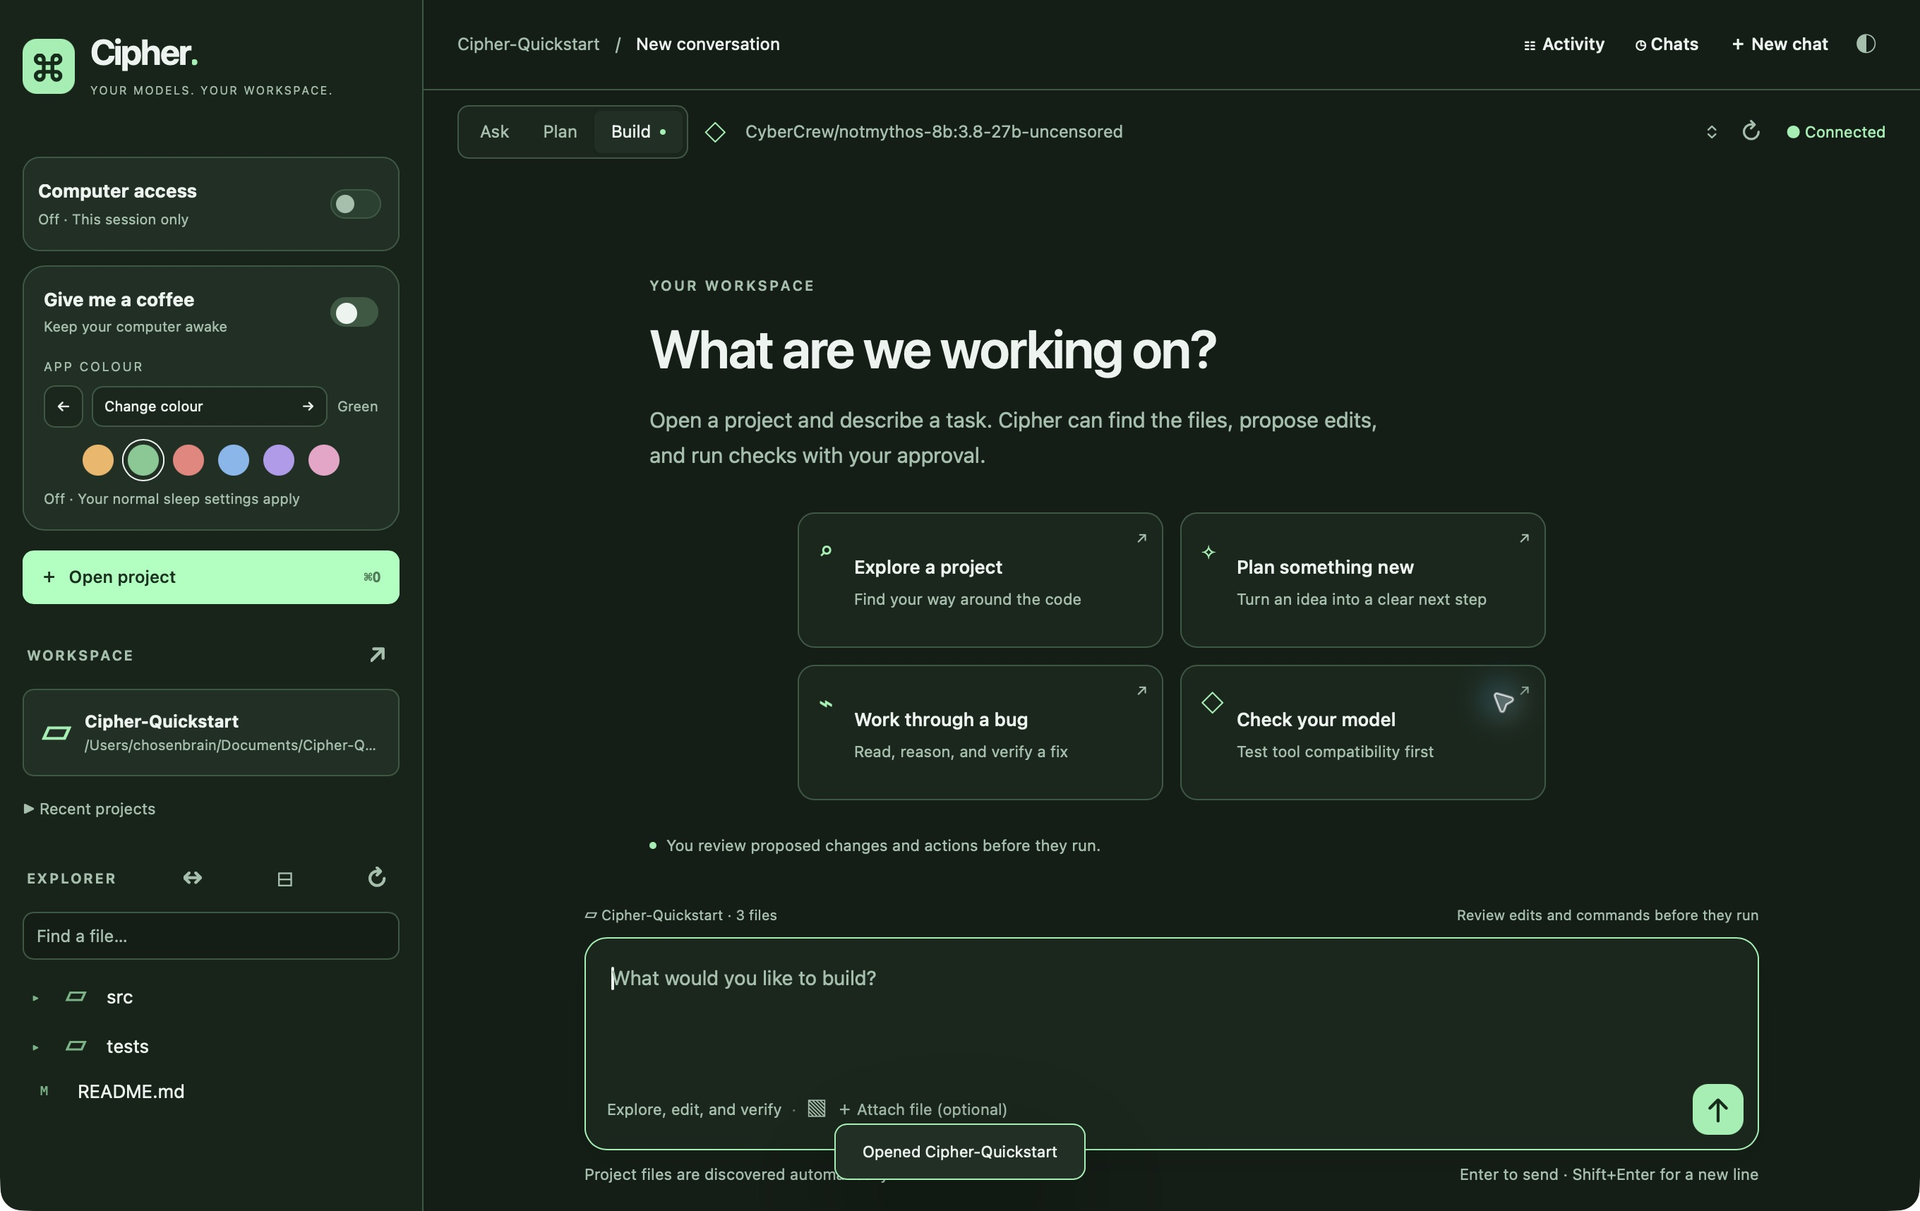 Cipher.
YOUR MODELS. YOUR WORKSPACE.
Computer access
Off · This session only
Give me a coffee
Keep your computer awake
APP COLOUR
← Change colour → Green
Off · Your normal sleep settings apply
+ Open project ⌘O
WORKSPACE
Cipher-Quickstart
/Users/chosenbrain/Documents/Cipher-Q...
Recent projects
EXPLORER
Find a file...
src
tests
M README.md
Cipher-Quickstart / New conversation
Activity
Chats
+ New chat
Ask
Plan
Build •
CyberCrew/notmythos-8b:3.8-27b-uncensored
Connected
YOUR WORKSPACE
What are we working on?
Open a project and describe a task. Cipher can find the files, propose edits,
and run checks with your approval.
Explore a project
Find your way around the code
Plan something new
Turn an idea into a clear next step
Work through a bug
Read, reason, and verify a fix
Check your model
Test tool compatibility first
• You review proposed changes and actions before they run.
Cipher-Quickstart · 3 files
Review edits and commands before they run
What would you like to build?
Explore, edit, and verify · + Attach file (optional)
Opened Cipher-Quickstart
Project files are discovered
Enter to send · Shift+Enter for a new line